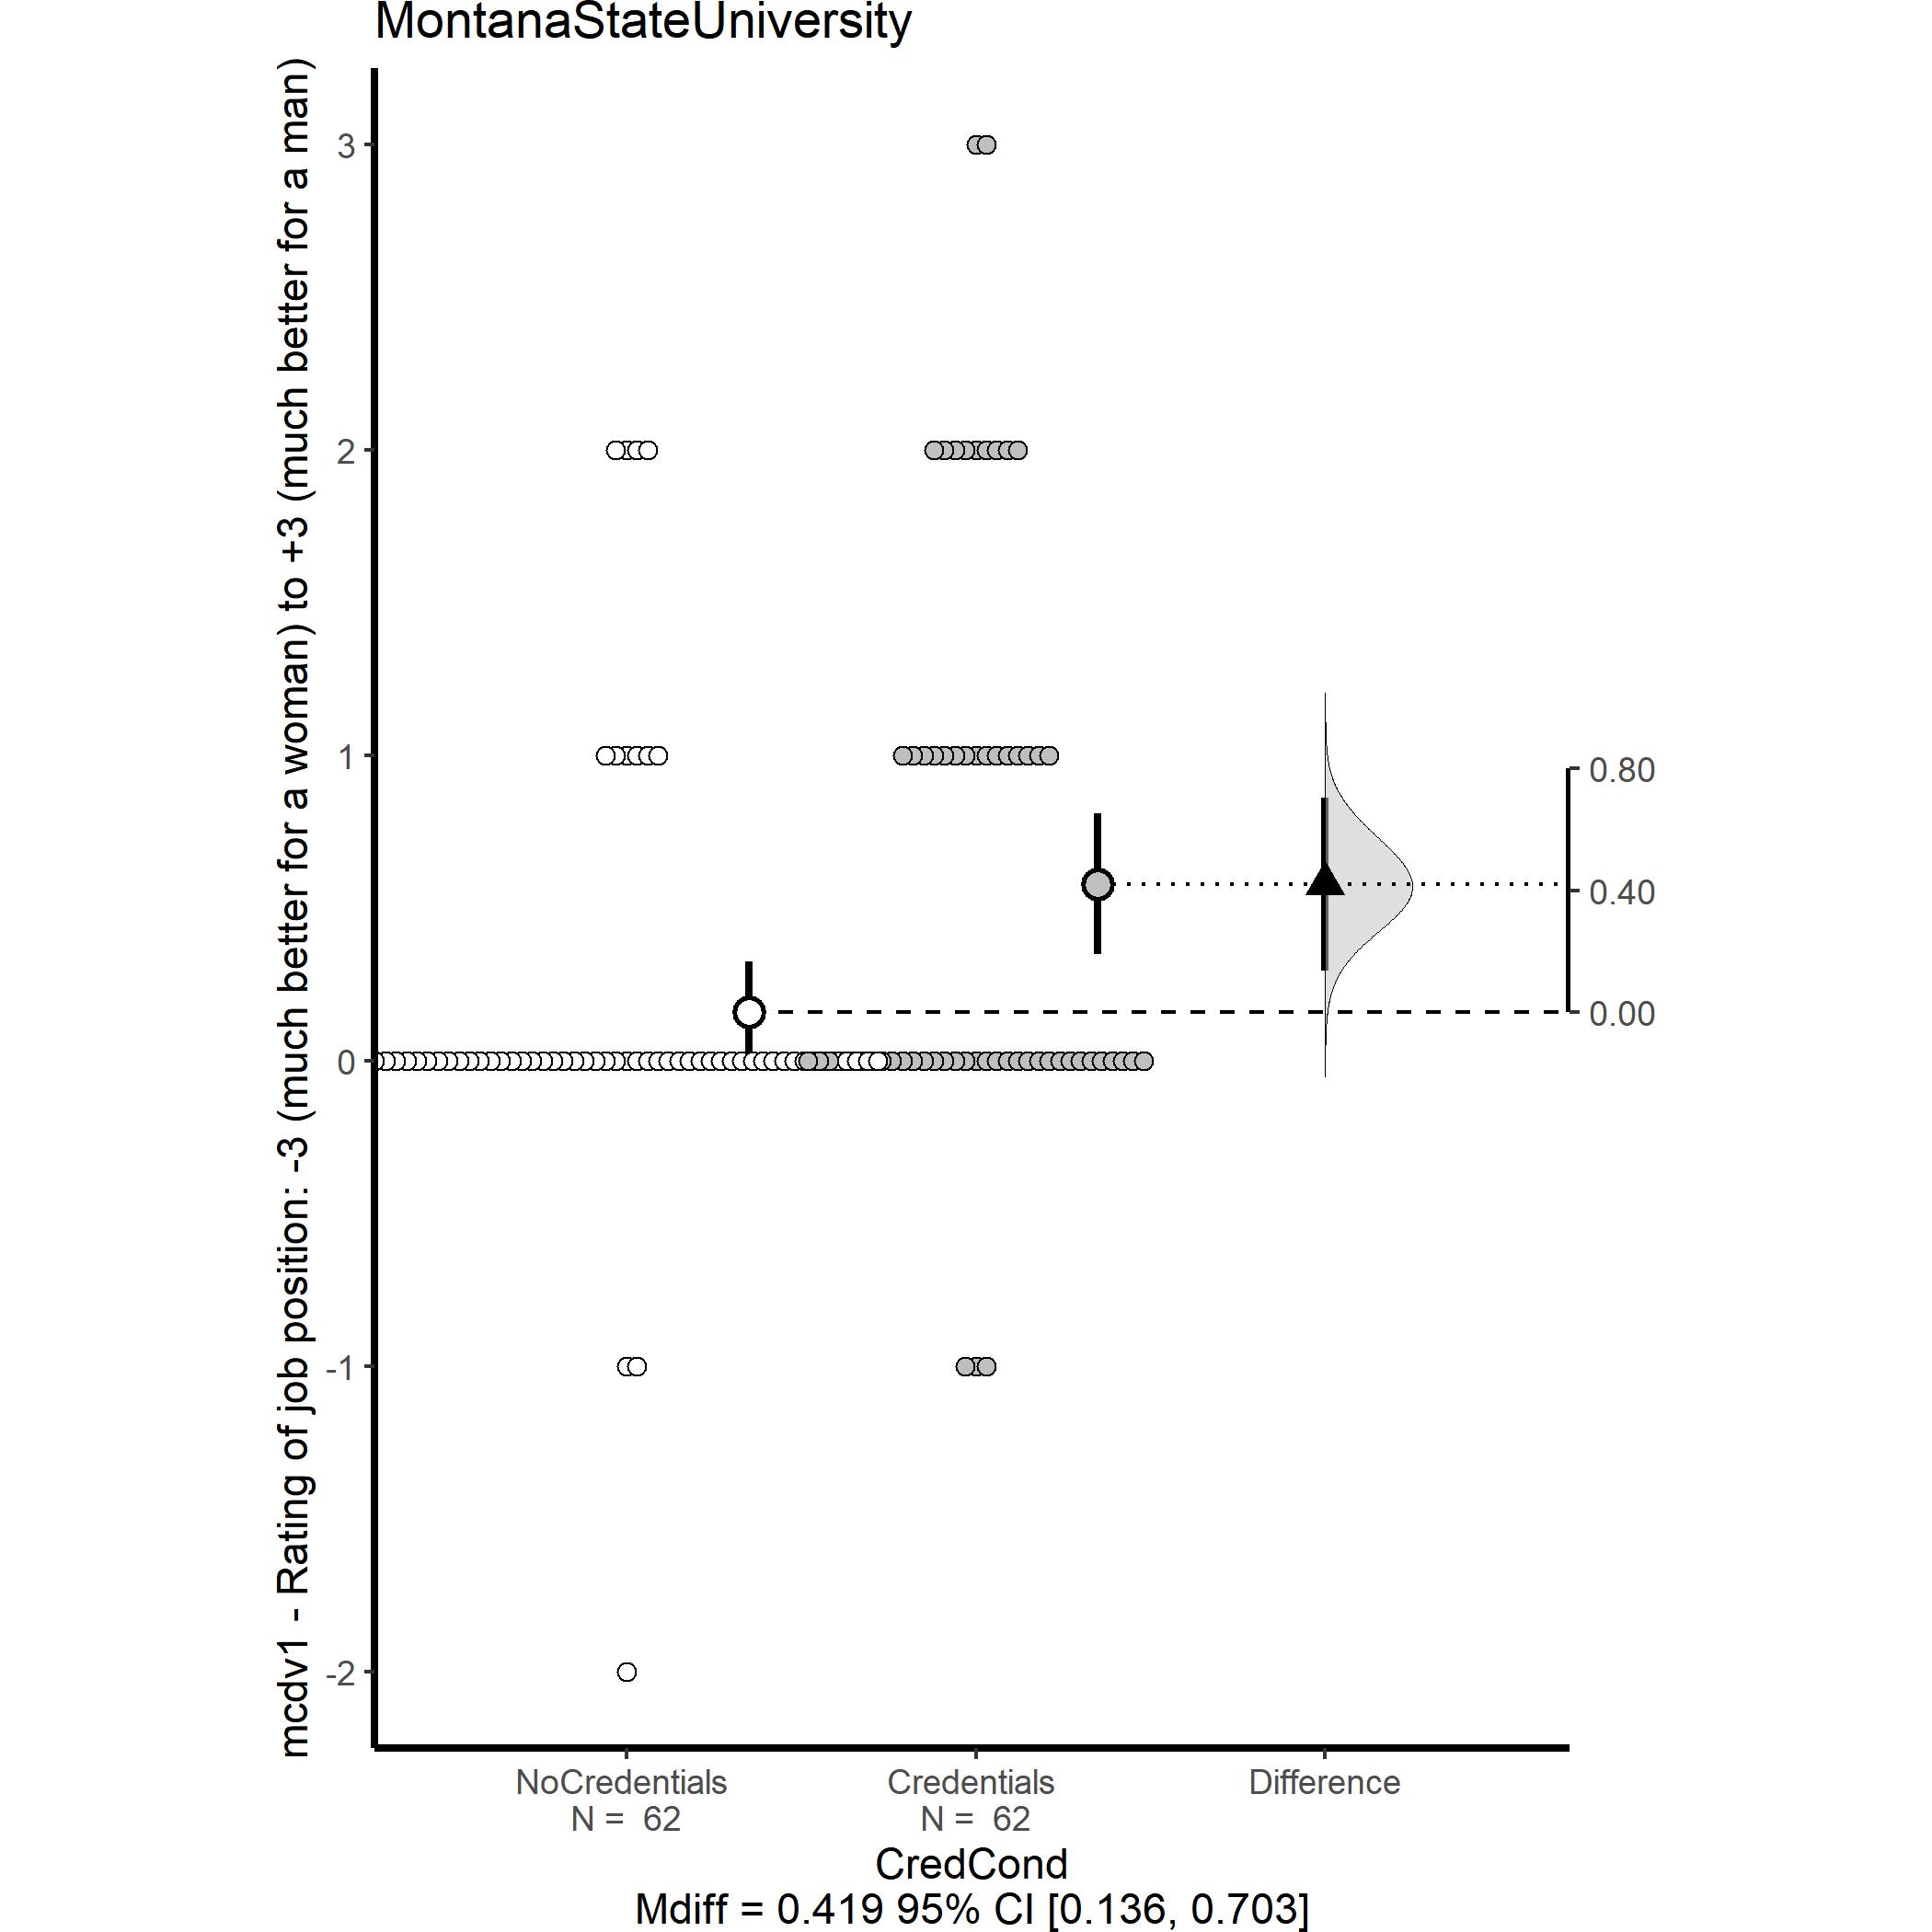 MontanaStateUniversity
mcdv1 - Rating of job position: -3 (much better for a woman) to +3 (much better for a man)
3
2
1
0
-1
-2
0.80
0.40
0.00
NoCredentials
N =  62
Credentials
N =  62
Difference
CredCond
Mdiff = 0.419 95% CI [0.136, 0.703]